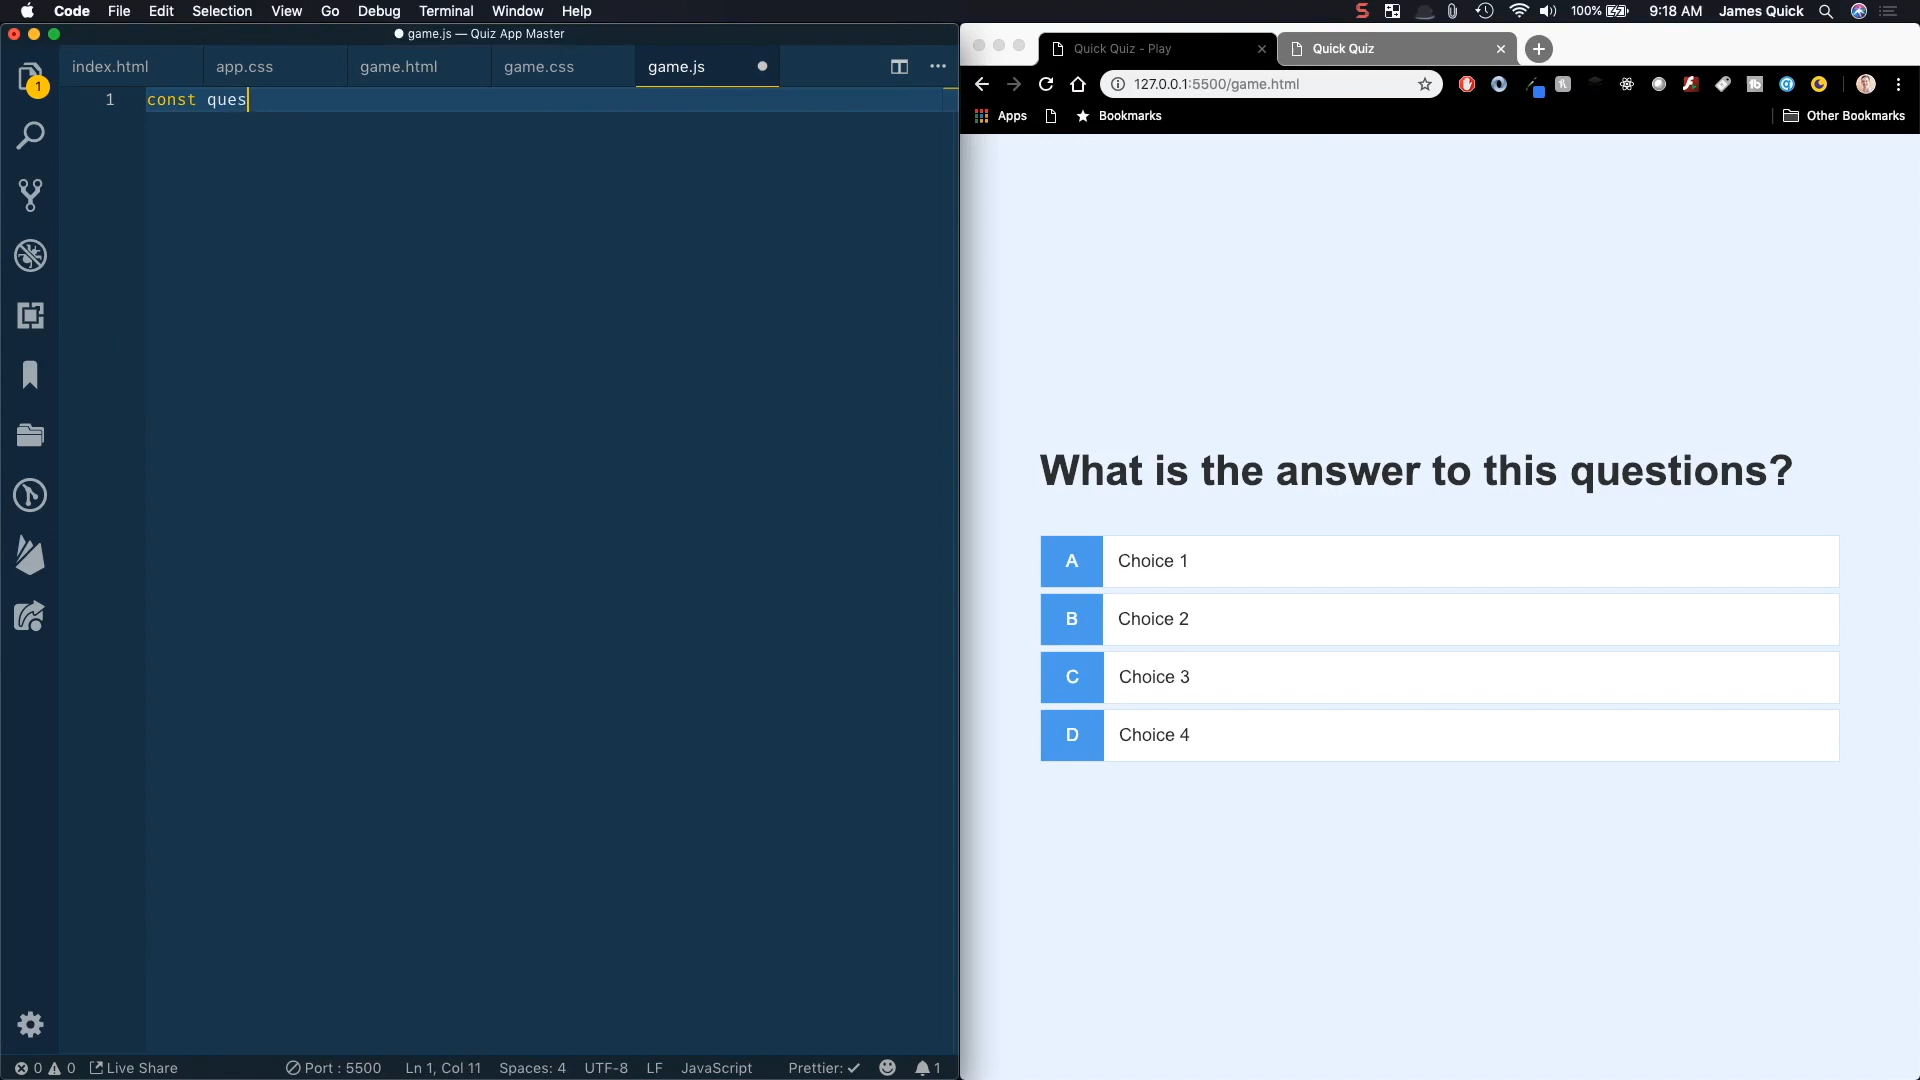 Code File Edit Selection View Go Debug Terminal Window Help
100% 9:18 AM James Quick
game.js — Quiz App Master
index.html app.css game.html game.css game.js
1 const ques
1
0 0 Live Share Port : 5500 Ln 1, Col 11 Spaces: 4 UTF-8 LF JavaScript Prettier: 1
Quick Quiz - Play Quick Quiz
127.0.0.1:5500/game.html
Apps Bookmarks Other Bookmarks
What is the answer to this questions?
A Choice 1
B Choice 2
C Choice 3
D Choice 4